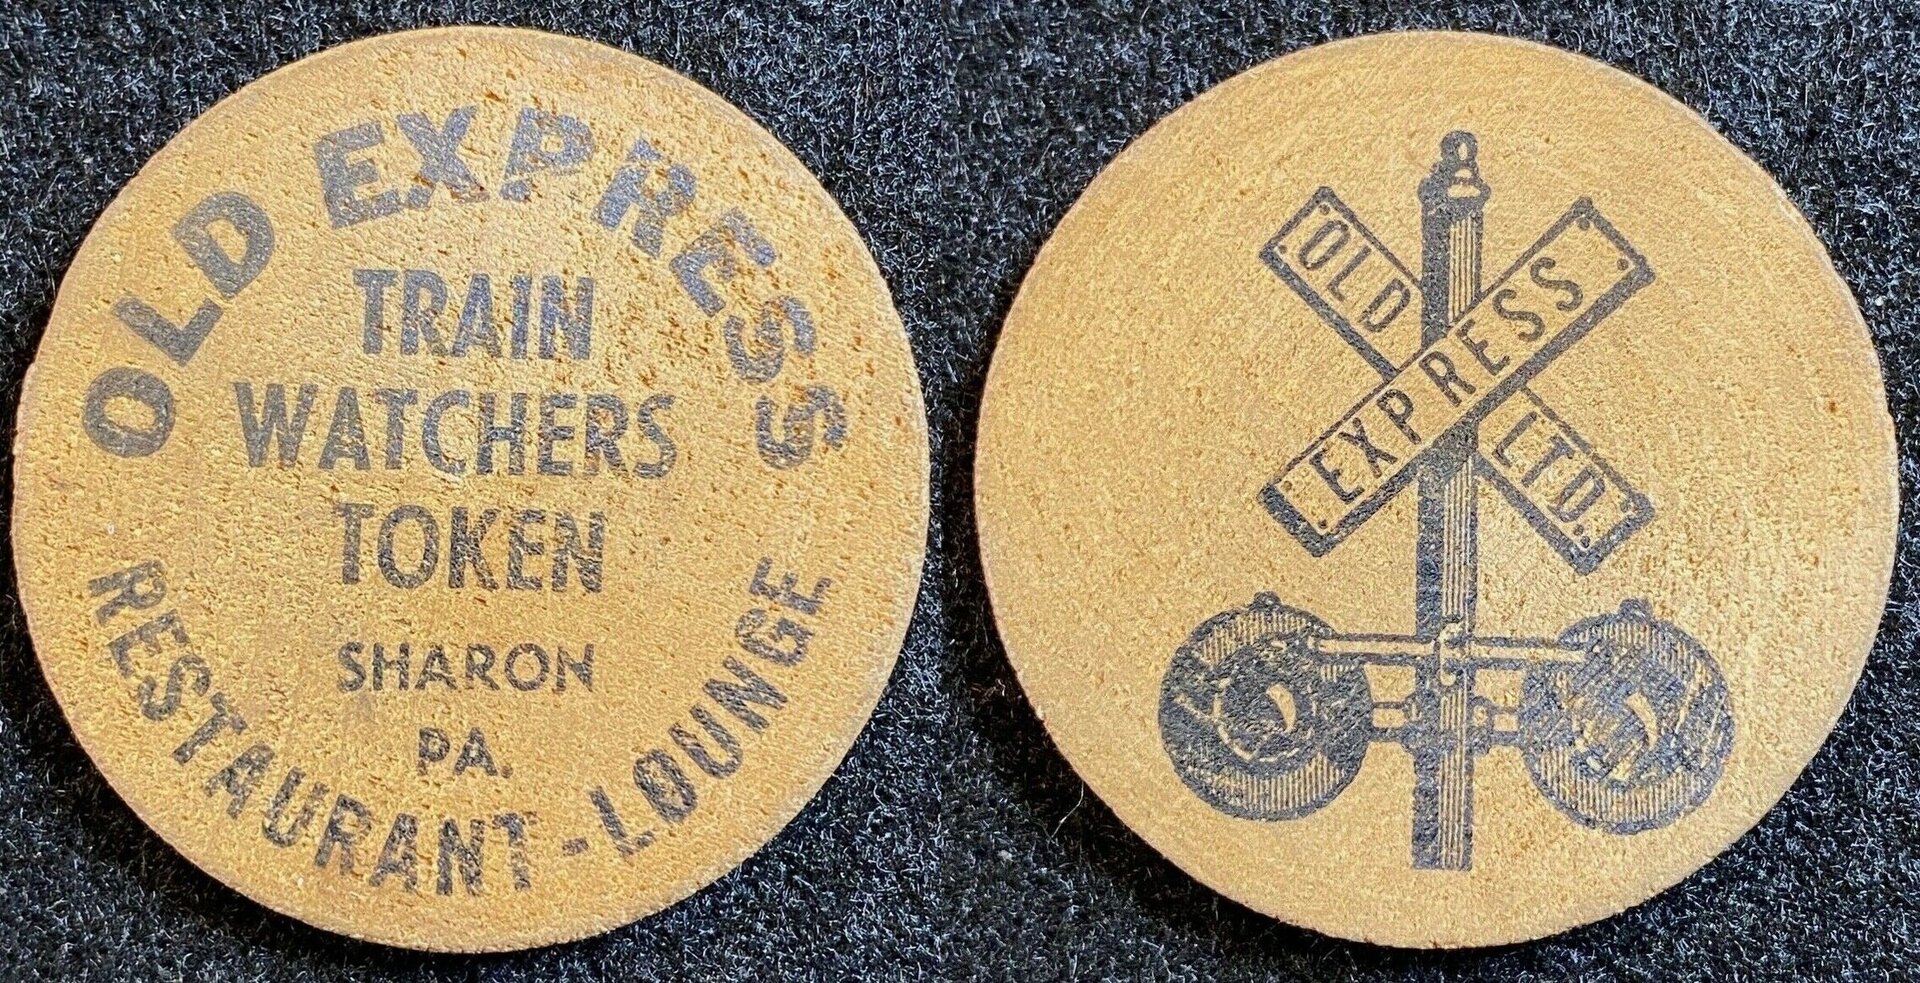 OLD EXPRESS
TRAIN
WATCHERS
TOKEN
SHARON
PA.
RESTAURANT - LOUNGE
OLD
EXPRESS
LTD.